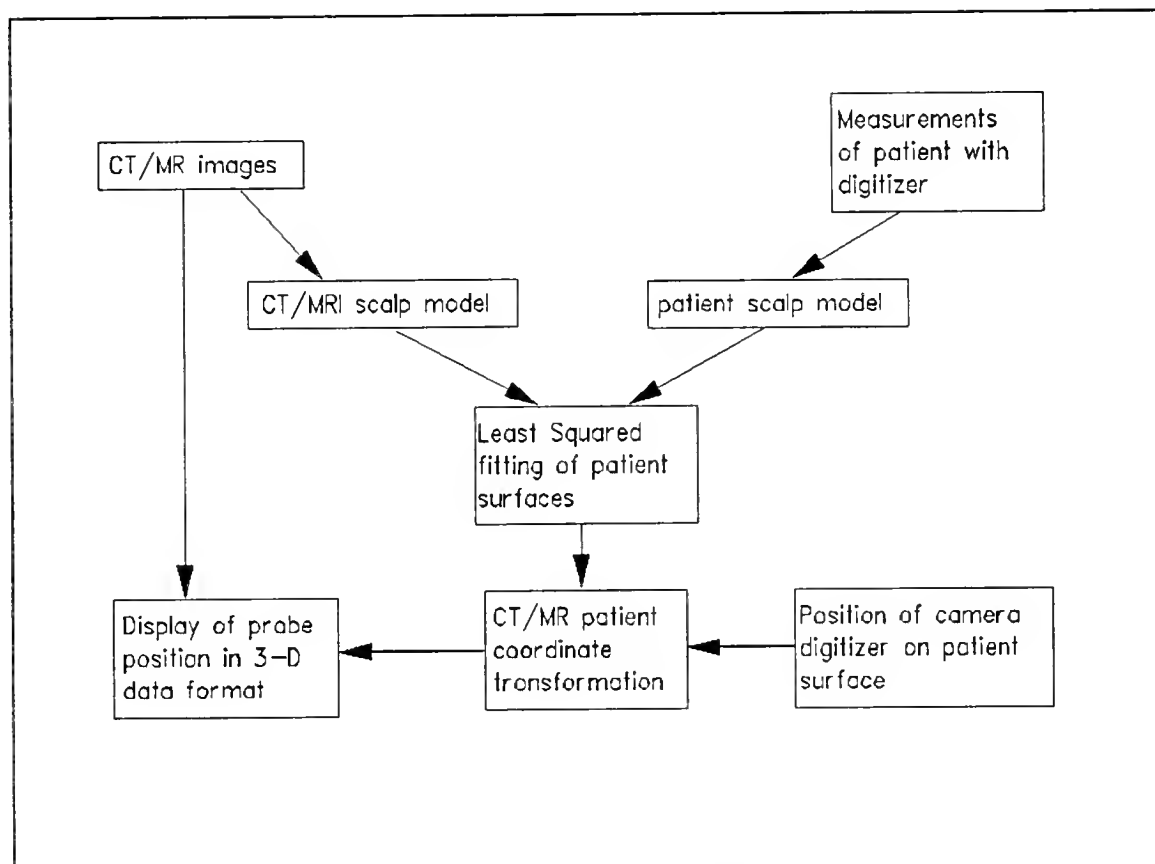 Measurements
of patient with
digitizer
CT/MR images
CT/MRI scalp model
patient scalp model
Least Squared
fitting of patient
surfaces
Display of probe
position in 3-D
data format
CT/MR patient
coordinate
transformation
Position of camera
digitizer on patient
surface